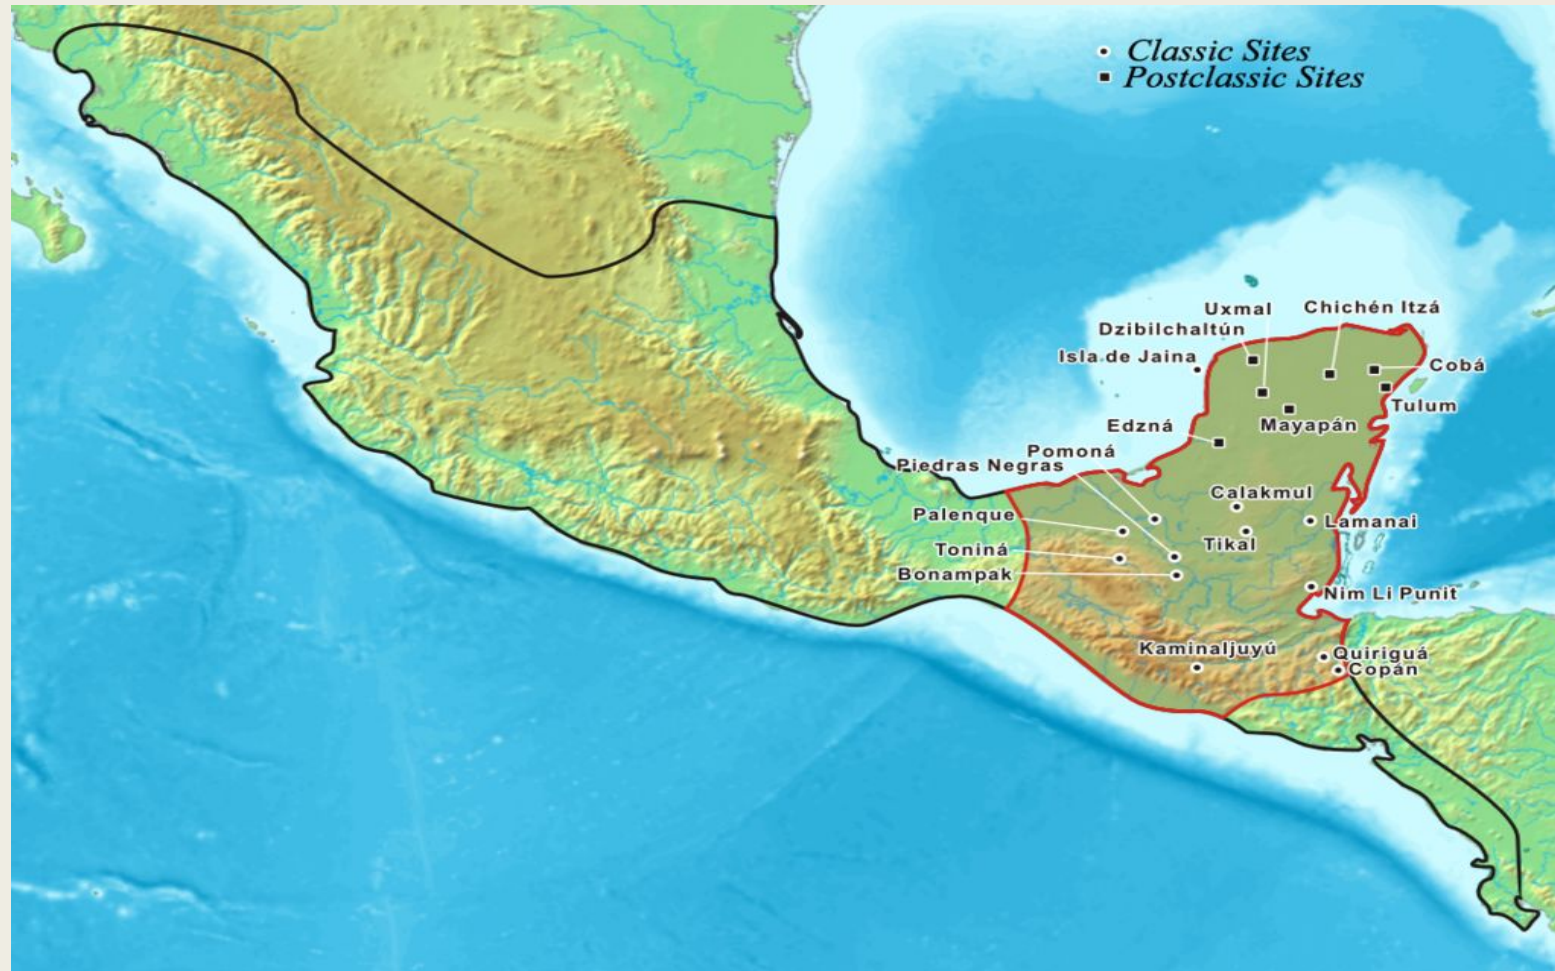 Classic Sites
Postclassic Sites
Uxmal
Chichén Itzá
Dzibilchaltún
Isla de Jaina
Cobá
Tulum
Edzná
Mayapán
Pomoná
Piedras Negras
Calakmul
Palenque
Lamanai
Tikal
Toniná
Bonampak
Nim Li Punit
Kaminaljuyú
Quiriguá
Copán